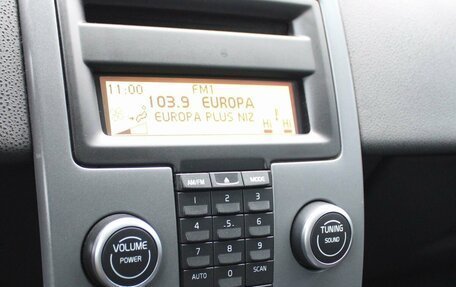 11:00 FM1
103.9 EUROPA
EUROPA PLUS NIZ
HI HI
AM/FM MODE
1 2 3
4 .5. 6
7 8 9
AUTO 0 SCAN
VOLUME
POWER
TUNING
SOUND